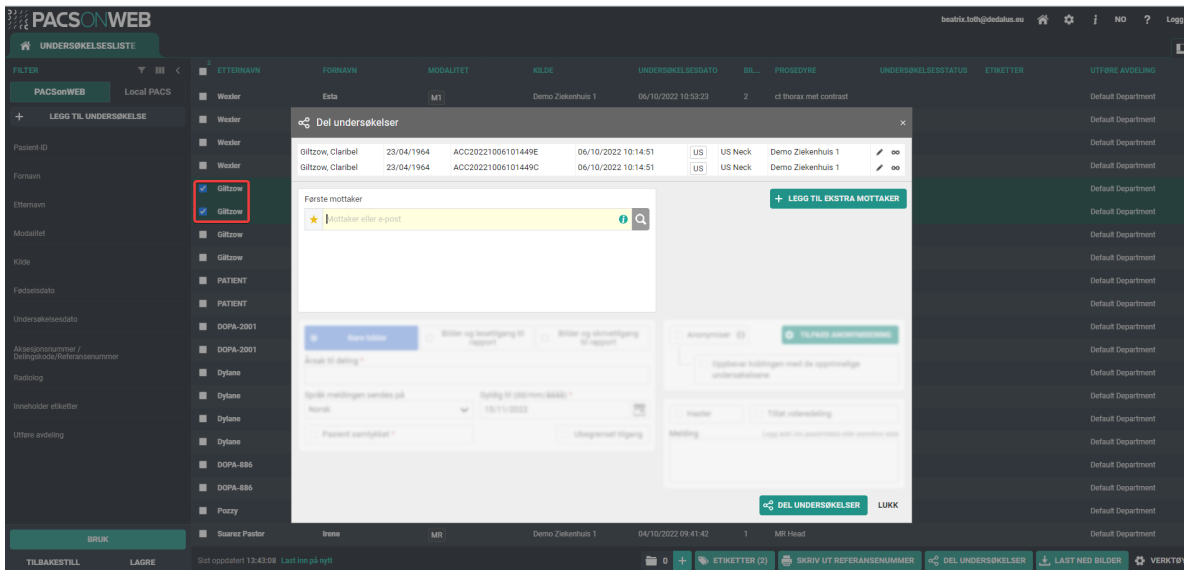 PACSONWEB
beatrix.toth@dedalus.eu NO ? Logg
UNDERSØKELSESLISTE
FILTER
PACSonWEB Local PACS
+ LEGG TIL UNDERSØKELSE
Pasient-ID
Fornavn
Etternavn
Modalitet
Kilde
Fødselsdato
Undersøkelsesdato
Aksesjonsnummer /
Delingskode/Referansenummer
Radiolog
Inneholder etiketter
Utføre avdeling
BRUK
TILBAKESTILL LAGRE
2
ETTERNAVN FORNAVN MODALITET KILDE UNDERSØKELSESDATO BIL... PROSEDYRE UNDERSØKELSESSTATUS ETIKETTER UTFØRE AVDELING
Wexler Esta M1 Demo Ziekenhuis 1 06/10/2022 10:53:23 2 ct thorax met contrast Default Department
Wexler Default Department
Wexler Default Department
Wexler Default Department
Giltzow Default Department
Giltzow Default Department
Giltzow Default Department
Giltzow Default Department
PATIENT Default Department
PATIENT Default Department
DOPA-2001 Default Department
DOPA-2001 Default Department
Dylane Default Department
Dylane Default Department
Dylane Default Department
Dylane Default Department
DOPA-886 Default Department
DOPA-886 Default Department
Pozzy Default Department
Suarez Pastor Irene MR Demo Ziekenhuis 1 04/10/2022 09:41:42 1 MR Head Default Department
Del undersøkelser ×
Giltzow, Claribel 23/04/1964 ACC20221006101449E 06/10/2022 10:14:51 US US Neck Demo Ziekenhuis 1
Giltzow, Claribel 23/04/1964 ACC20221006101449C 06/10/2022 10:14:51 US US Neck Demo Ziekenhuis 1
Første mottaker
Mottaker eller e-post
+ LEGG TIL EKSTRA MOTTAKER
Bare bilder
Bilder og lesetilgang til
rapport
Bilder og skrivetilgang
til rapport
Årsak til deling *
Språk meldingen sendes på
Norsk
Gyldig til (dd/mm/åååå) *
15/11/2022
Pasient samtykket *
Ubegrenset tilgang
Anonymiser
TILPASS ANONYMISERING
Oppbevar koblingen med de opprinnelige
undersøkelsene
Haster
Tillat videredeling
Melding
DEL UNDERSØKELSER LUKK
Sist oppdatert 13:43:08 Last inn på nytt
0 + ETIKETTER (2) SKRIV UT REFERANSENUMMER DEL UNDERSØKELSER LAST NED BILDER VERKTØY